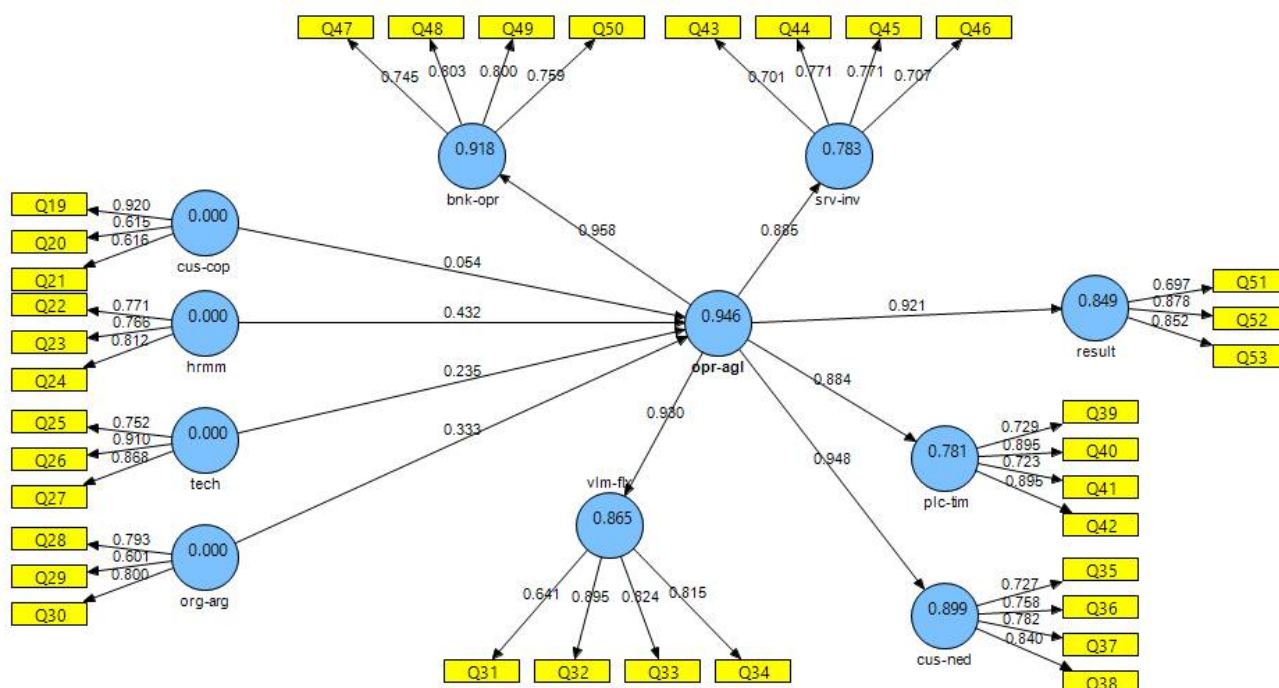 Q47 Q48 Q49 Q50 Q43 Q44 Q45 Q46
0.745 0.803 0.800 0.759 0.701 0.771 0.771 0.707
0.918 0.783
bnk-opr srv-inv
0.958 0.885
Q19 0.920 0.000
Q20 0.615
Q21 0.616 cus-cop
0.054
Q22 0.771 0.000
Q23 0.766
Q24 0.812 hrmm
0.432
Q25 0.752 0.000
Q26 0.910
Q27 0.868 tech
0.235
Q28 0.793 0.000
Q29 0.601
Q30 0.800 org-arg
0.333
0.946
opr-agl
0.921
0.849 0.697 Q51
0.878 Q52
result 0.852 Q53
0.884
0.781 0.729 Q39
0.895 Q40
0.723 Q41
plc-tim 0.895 Q42
0.948
0.899 0.727 Q35
0.758 Q36
0.782 Q37
cus-ned 0.840 Q38
0.930
vlm-flx
0.865
0.641 0.895 0.824 0.815
Q31 Q32 Q33 Q34